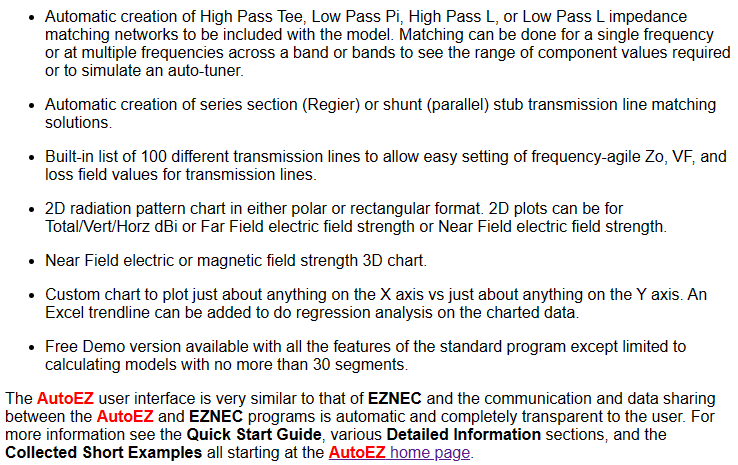 • Automatic creation of High Pass Tee, Low Pass Pi, High Pass L, or Low Pass L impedance
matching networks to be included with the model. Matching can be done for a single frequency
or at multiple frequencies across a band or bands to see the range of component values required
or to simulate an auto-tuner.
• Automatic creation of series section (Regier) or shunt (parallel) stub transmission line matching
solutions.
• Built-in list of 100 different transmission lines to allow easy setting of frequency-agile Zo, VF, and
loss field values for transmission lines.
• 2D radiation pattern chart in either polar or rectangular format. 2D plots can be for
Total/Vert/Horz dBi or Far Field electric field strength or Near Field electric field strength.
• Near Field electric or magnetic field strength 3D chart.
• Custom chart to plot just about anything on the X axis vs just about anything on the Y axis. An
Excel trendline can be added to do regression analysis on the charted data.
• Free Demo version available with all the features of the standard program except limited to
calculating models with no more than 30 segments.
The AutoEZ user interface is very similar to that of EZNEC and the communication and data sharing
between the AutoEZ and EZNEC programs is automatic and completely transparent to the user. For
more information see the Quick Start Guide, various Detailed Information sections, and the
Collected Short Examples all starting at the AutoEZ home page.